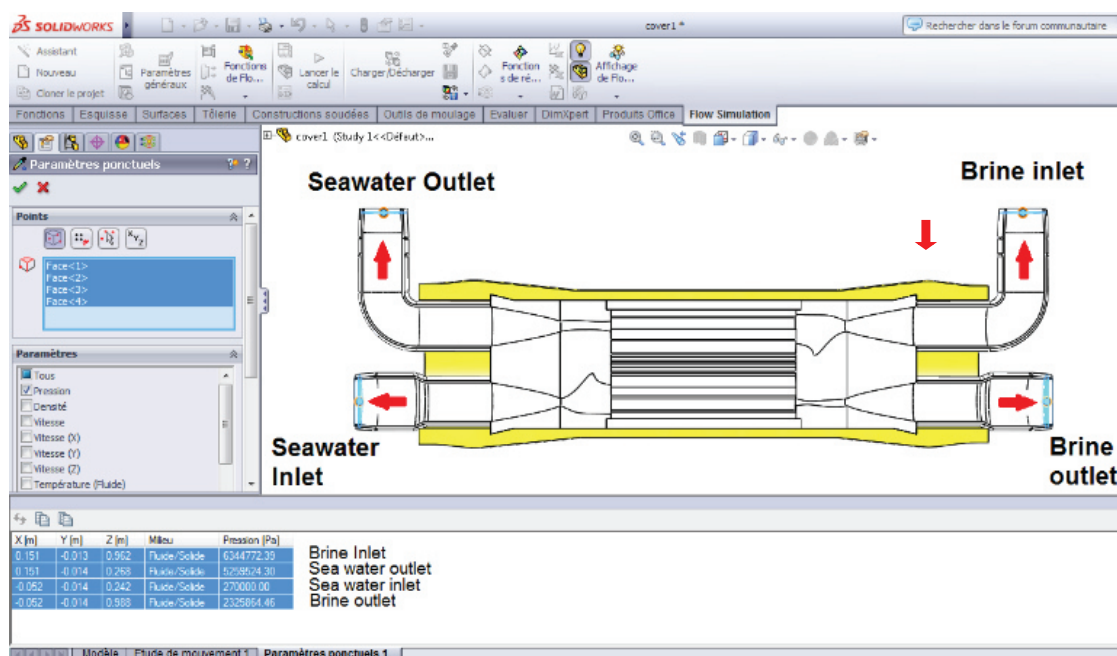 SOLIDWORKS
cover1 *
Rechercher dans le forum communautaire
Assistant
Nouveau
Cloner le projet
Paramètres généraux
Fonctions de Flo...
Lancer le calcul
Charger/Décharger
Fonction s de ré...
Affichage de Flo...
Fonctions Esquisse Surfaces Tôlerie Constructions soudées Outils de moulage Evaluer DimXpert Produits Office Flow Simulation
cover1 (Study 1<<Défaut>...
Paramètres ponctuels
Points
Face<1>
Face<2>
Face<3>
Face<4>
Paramètres
Tous
Pression
Densité
Vitesse
Vitesse (X)
Vitesse (Y)
Vitesse (Z)
Température (Fluide)
Seawater Outlet
Brine inlet
Seawater Inlet
Brine outlet
X [m] Y [m] Z [m] Milieu Pression [Pa]
0.151 -0.013 0.962 Fluide/Solide 6344772.39 Brine Inlet
0.151 -0.014 0.268 Fluide/Solide 5259524.30 Sea water outlet
-0.052 -0.014 0.242 Fluide/Solide 270000.00 Sea water inlet
-0.052 -0.014 0.988 Fluide/Solide 2325864.46 Brine outlet
Modèle Etude de mouvement 1 Paramètres ponctuels 1